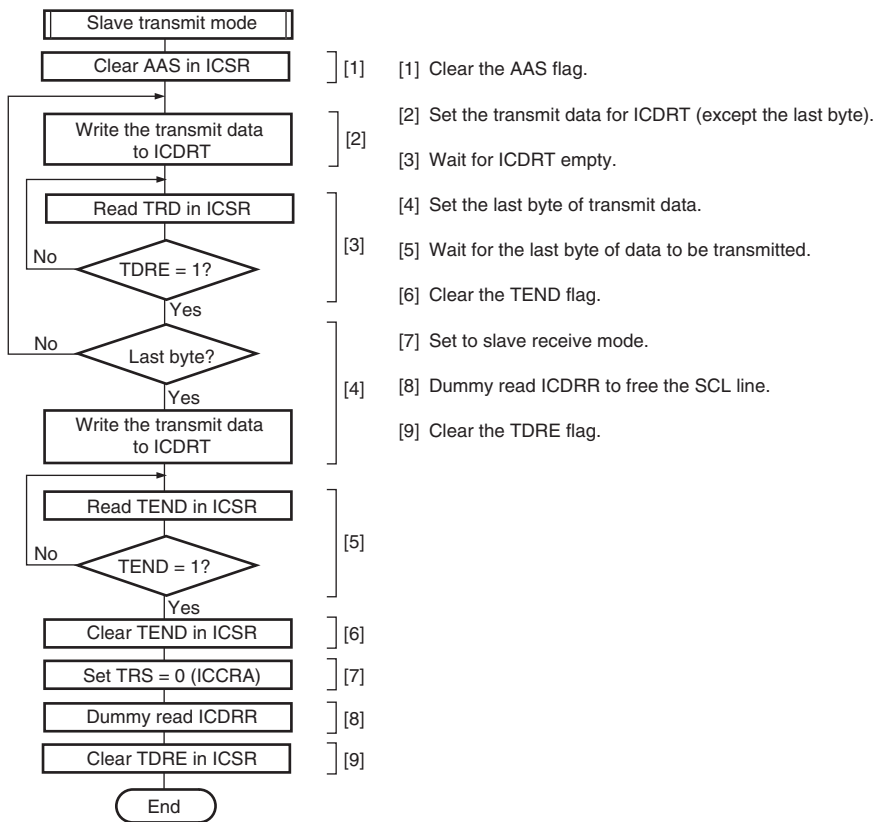 Slave transmit mode
Clear AAS in ICSR
[1]
[1] Clear the AAS flag.
Write the transmit data
to ICDRT
[2]
[2] Set the transmit data for ICDRT (except the last byte).
[3] Wait for ICDRT empty.
Read TRD in ICSR
[4] Set the last byte of transmit data.
No
TDRE = 1?
[3]
[5] Wait for the last byte of data to be transmitted.
[6] Clear the TEND flag.
Yes
No
Last byte?
[7] Set to slave receive mode.
[4]
[8] Dummy read ICDRR to free the SCL line.
Yes
Write the transmit data
to ICDRT
[9] Clear the TDRE flag.
Read TEND in ICSR
[5]
No
TEND = 1?
Yes
Clear TEND in ICSR
[6]
Set TRS = 0 (ICCRA)
[7]
Dummy read ICDRR
[8]
Clear TDRE in ICSR
[9]
End